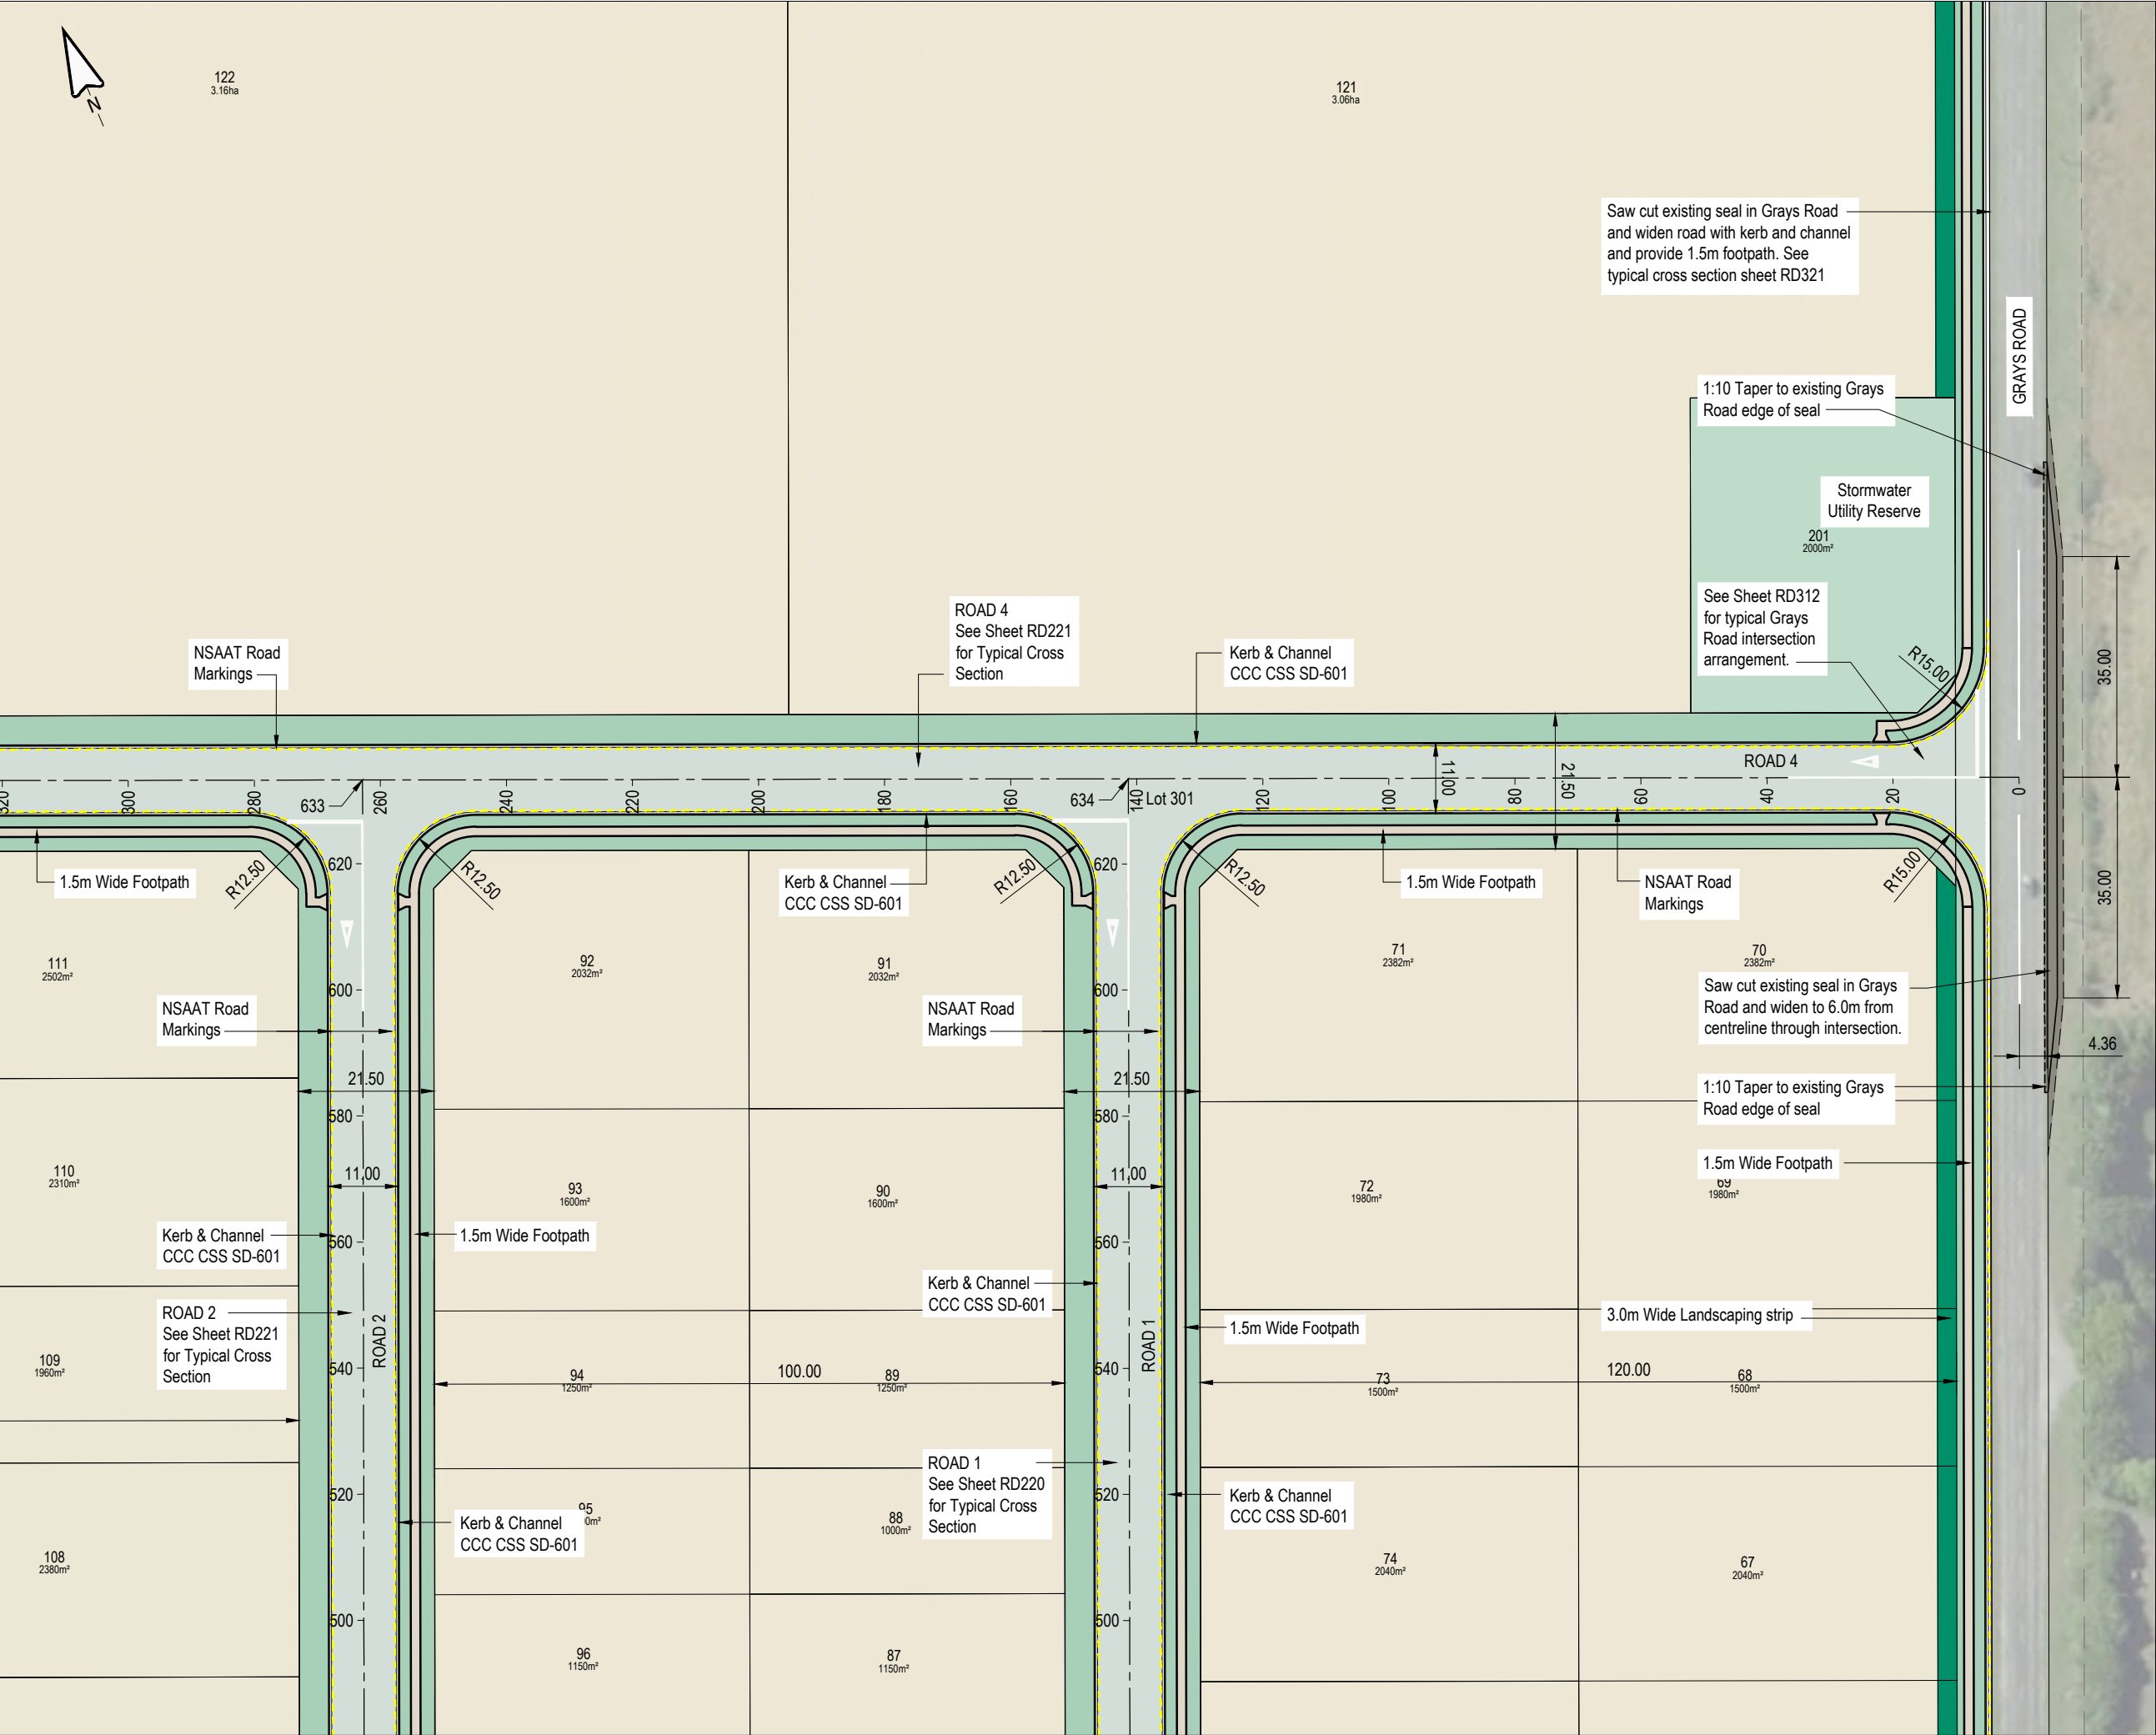 122
3.16ha
121
3.06ha
N
Saw cut existing seal in Grays Road
and widen road with kerb and channel
and provide 1.5m footpath. See
typical cross section sheet RD321
GRAYS ROAD
1:10 Taper to existing Grays
Road edge of seal
Stormwater
Utility Reserve
201
2000m²
See Sheet RD312
for typical Grays
Road intersection
arrangement.
R15.00
35.00
ROAD 4
See Sheet RD221
for Typical Cross
Section
NSAAT Road
Markings
Kerb & Channel
CCC CSS SD-601
ROAD 4
11.00
21.50
320
300
280
633
260
240
220
200
180
160
634
140
Lot 301
120
100
80
60
40
20
0
35.00
1.5m Wide Footpath
R12.50
620
R12.50
Kerb & Channel
CCC CSS SD-601
R12.50
620
R12.50
1.5m Wide Footpath
NSAAT Road
Markings
R15.00
111
2502m²
92
2032m²
91
2032m²
71
2382m²
70
2382m²
600
600
Saw cut existing seal in Grays
Road and widen to 6.0m from
centreline through intersection.
NSAAT Road
Markings
NSAAT Road
Markings
4.36
21.50
21.50
1:10 Taper to existing Grays
Road edge of seal
580
580
110
2310m²
11.00
93
1600m²
90
1600m²
11.00
72
1980m²
1.5m Wide Footpath
69
1980m²
Kerb & Channel
CCC CSS SD-601
560
1.5m Wide Footpath
560
Kerb & Channel
CCC CSS SD-601
ROAD 2
See Sheet RD221
for Typical Cross
Section
ROAD 2
ROAD 1
1.5m Wide Footpath
3.0m Wide Landscaping strip
109
1960m²
540
94
1250m²
100.00
89
1250m²
540
73
1500m²
120.00
68
1500m²
ROAD 1
See Sheet RD220
for Typical Cross
Section
520
95
0m²
Kerb & Channel
CCC CSS SD-601
88
1000m²
520
Kerb & Channel
CCC CSS SD-601
108
2380m²
74
2040m²
67
2040m²
500
500
96
1150m²
87
1150m²